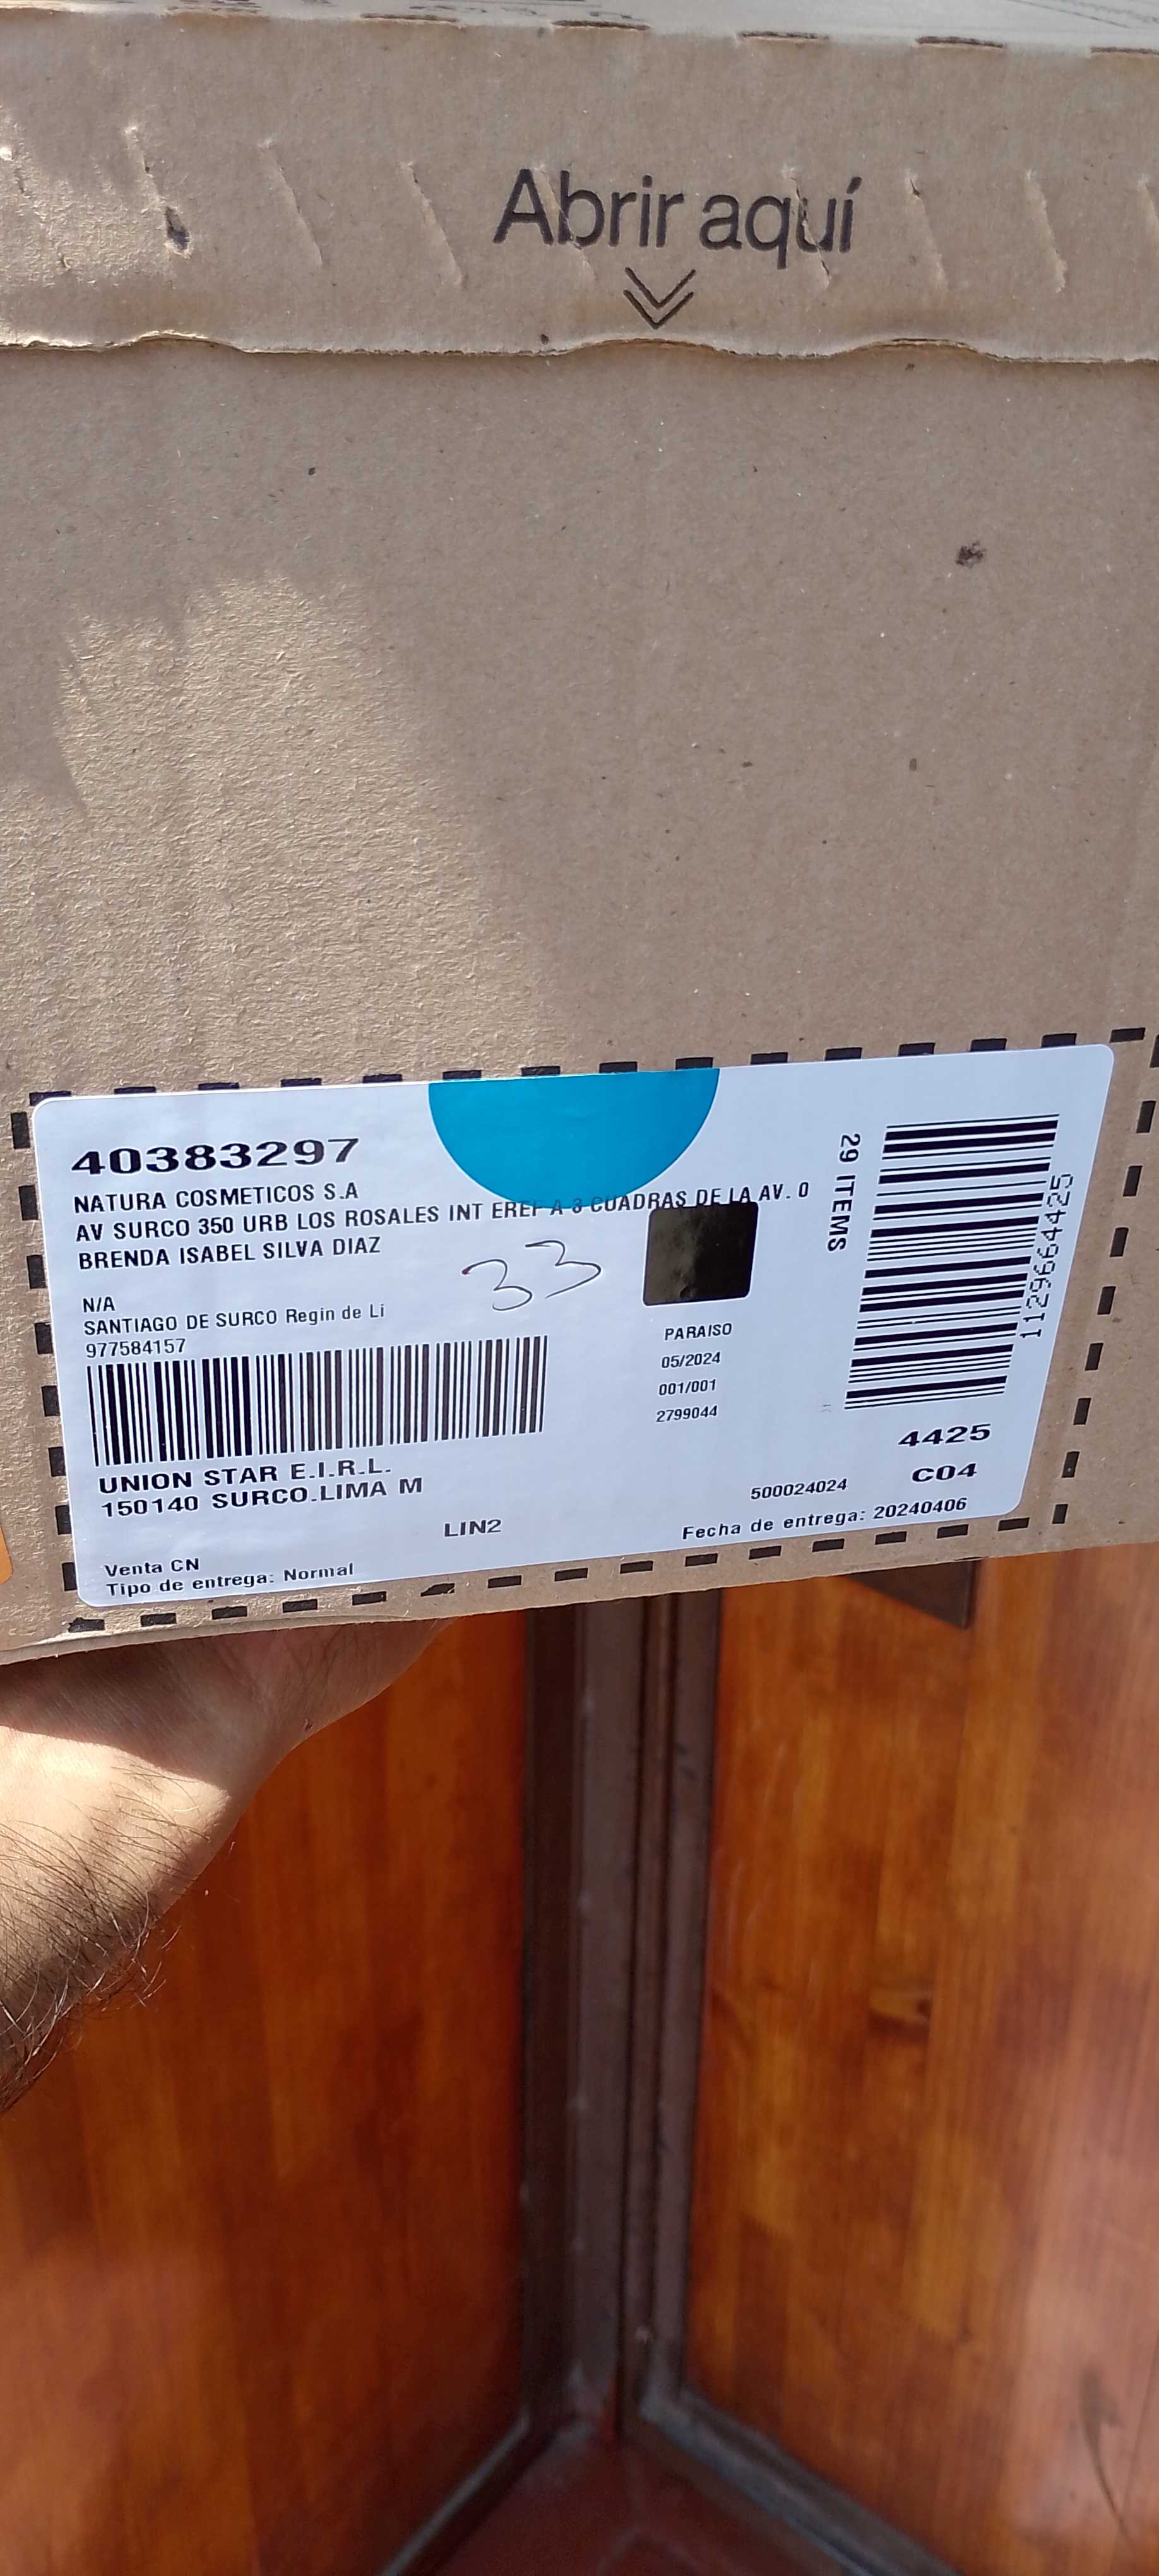 Abrir aquí
40383297
NATURA COSMETICOS S.A
AV SURCO 350 URB LOS ROSALES INT EREF A 3 CUADRAS DE LA AV. 0
BRENDA ISABEL SILVA DIAZ
33
N/A
SANTIAGO DE SURCO Regin de Li
977584157
UNION STAR E.I.R.L.
150140 SURCO.LIMA M
LIN2
Venta CN
Tipo de entrega: Normal
PARAISO
05/2024
001/001
2799044
29 ITEMS
1129664425
4425
C04
500024024
Fecha de entrega: 20240406